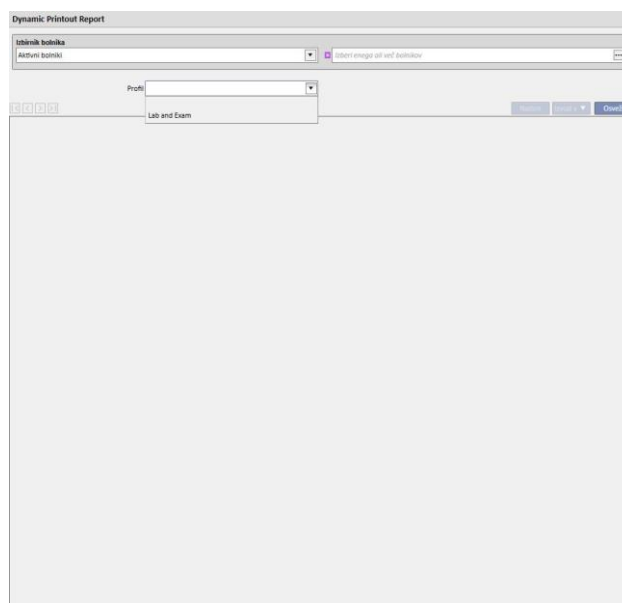 Dynamic Printout Report
Izbirnik bolnika
Aktivni bolniki
Izberi enega ali več bolnikov
Profil
Lab and Exam